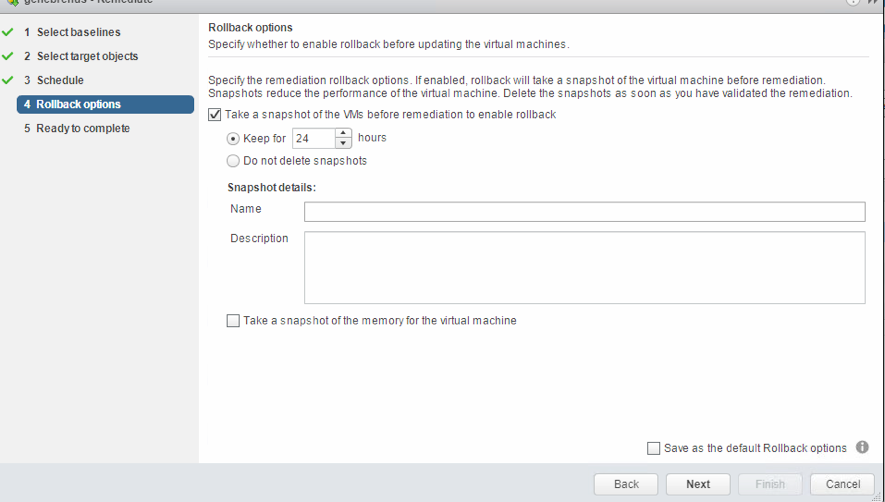 genebrends - Remediate
1 Select baselines
2 Select target objects
3 Schedule
4 Rollback options
5 Ready to complete
Rollback options
Specify whether to enable rollback before updating the virtual machines.
Specify the remediation rollback options. If enabled, rollback will take a snapshot of the virtual machine before remediation.
Snapshots reduce the performance of the virtual machine. Delete the snapshots as soon as you have validated the remediation.
Take a snapshot of the VMs before remediation to enable rollback
Keep for 24 hours
Do not delete snapshots
Snapshot details:
Name
Description
Take a snapshot of the memory for the virtual machine
Save as the default Rollback options
Back Next Finish Cancel